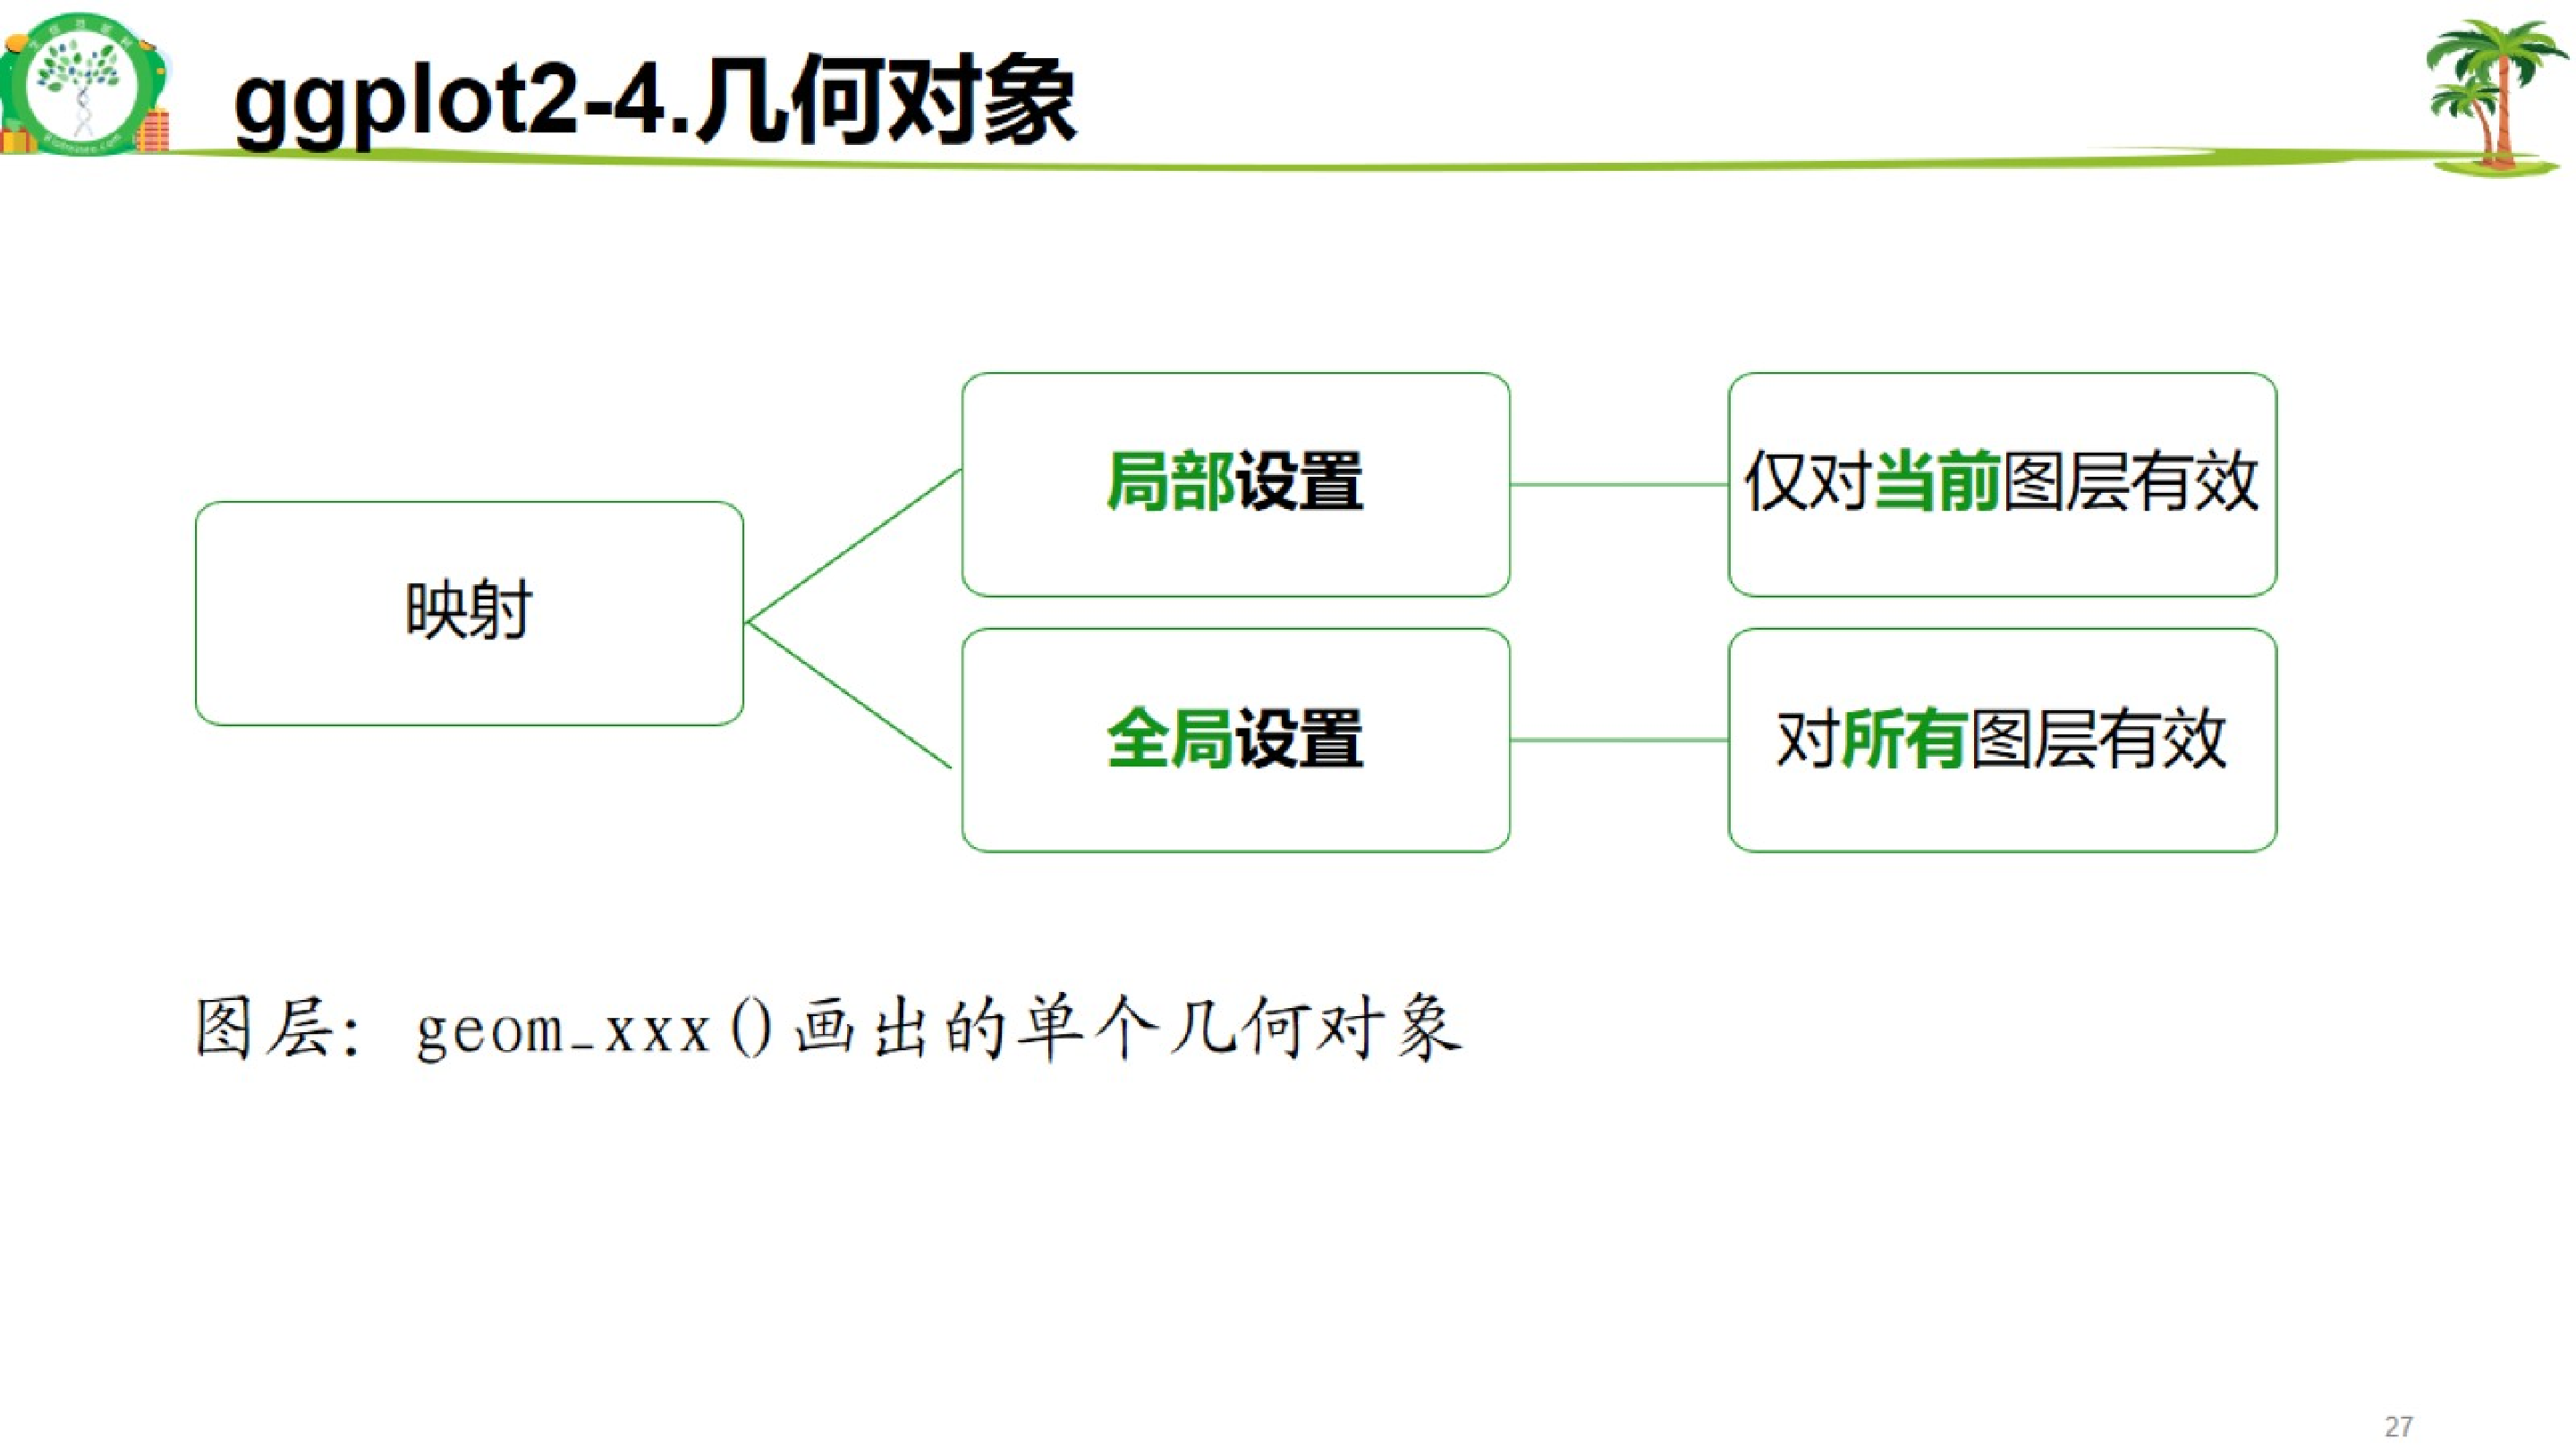 ggplot2-4.几何对象
映射
局部设置
仅对当前图层有效
全局设置
对所有图层有效
图层：geom_xxx()画出的单个几何对象
27